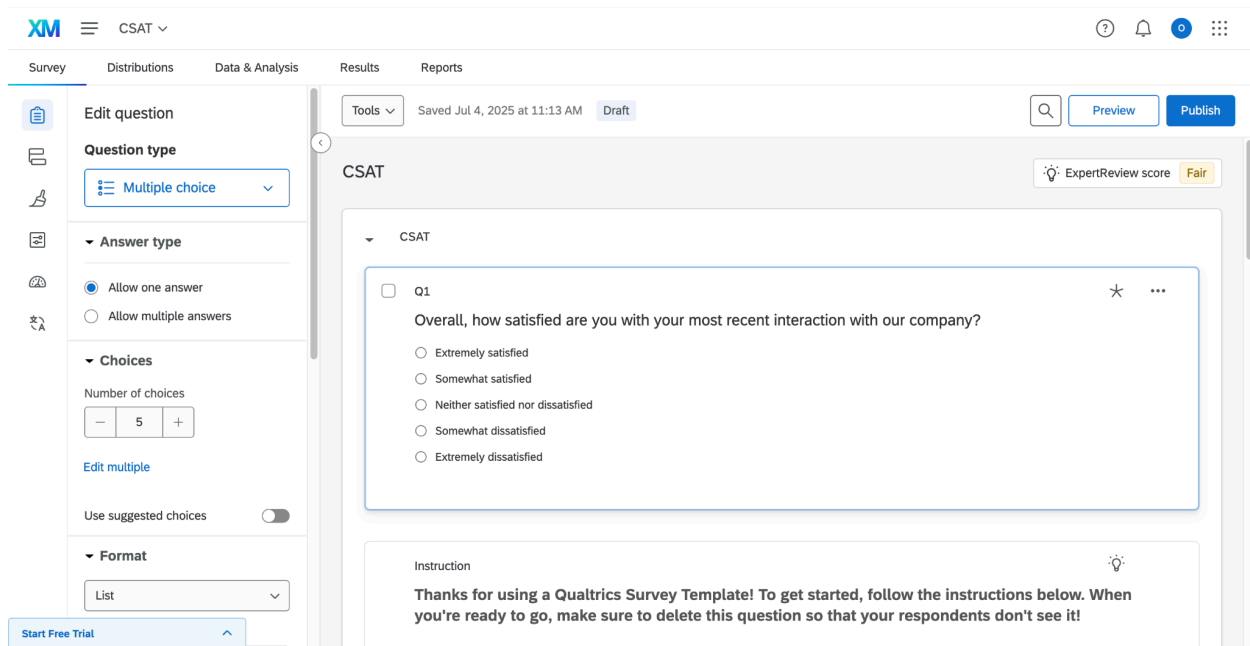 XM CSAT
Survey Distributions Data & Analysis Results Reports
Edit question
Question type
Multiple choice
Answer type
Allow one answer
Allow multiple answers
Choices
Number of choices
5
Edit multiple
Use suggested choices
Format
List
Start Free Trial
Tools Saved Jul 4, 2025 at 11:13 AM Draft Preview Publish
CSAT ExpertReview score Fair
CSAT
Q1
Overall, how satisfied are you with your most recent interaction with our company?
Extremely satisfied
Somewhat satisfied
Neither satisfied nor dissatisfied
Somewhat dissatisfied
Extremely dissatisfied
Instruction
Thanks for using a Qualtrics Survey Template! To get started, follow the instructions below. When
you're ready to go, make sure to delete this question so that your respondents don't see it!